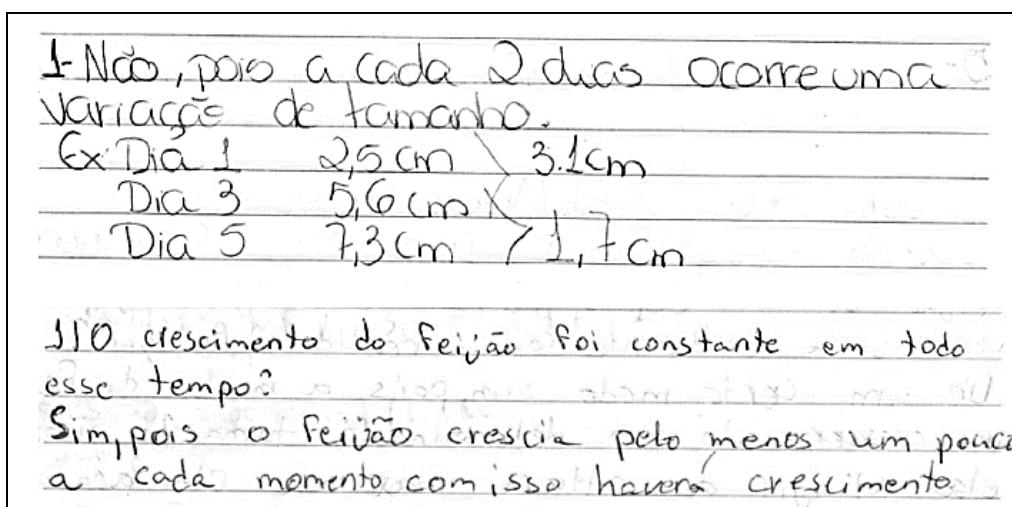 1- Não, pois a cada 2 dias ocorre uma
variação de tamanho.
Ex Dia 1 2,5 cm 3.1cm
Dia 3 5,6 cm
Dia 5 7,3 cm 1,7 cm
1) O crescimento do feijão foi constante em todo
esse tempo?
Sim, pois o feijão crescia pelo menos um pouco
a cada momento com isso haverá crescimento